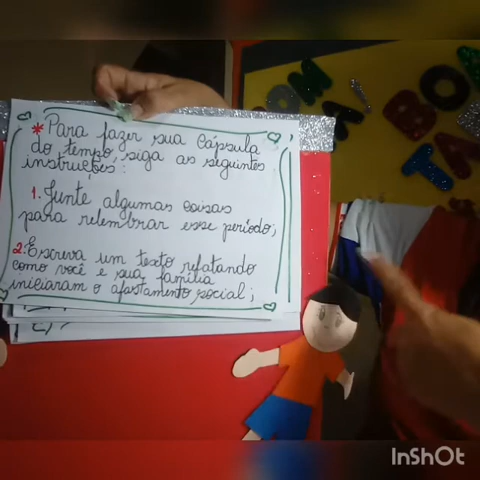 * Para fazer sua Cápsula
do tempo, siga as seguintes
instruções:
1. Junte algumas coisas
para relembrar esse período;
2. Escreva um texto relatando
como você e sua família
iniciaram o afastamento social;
InShOt